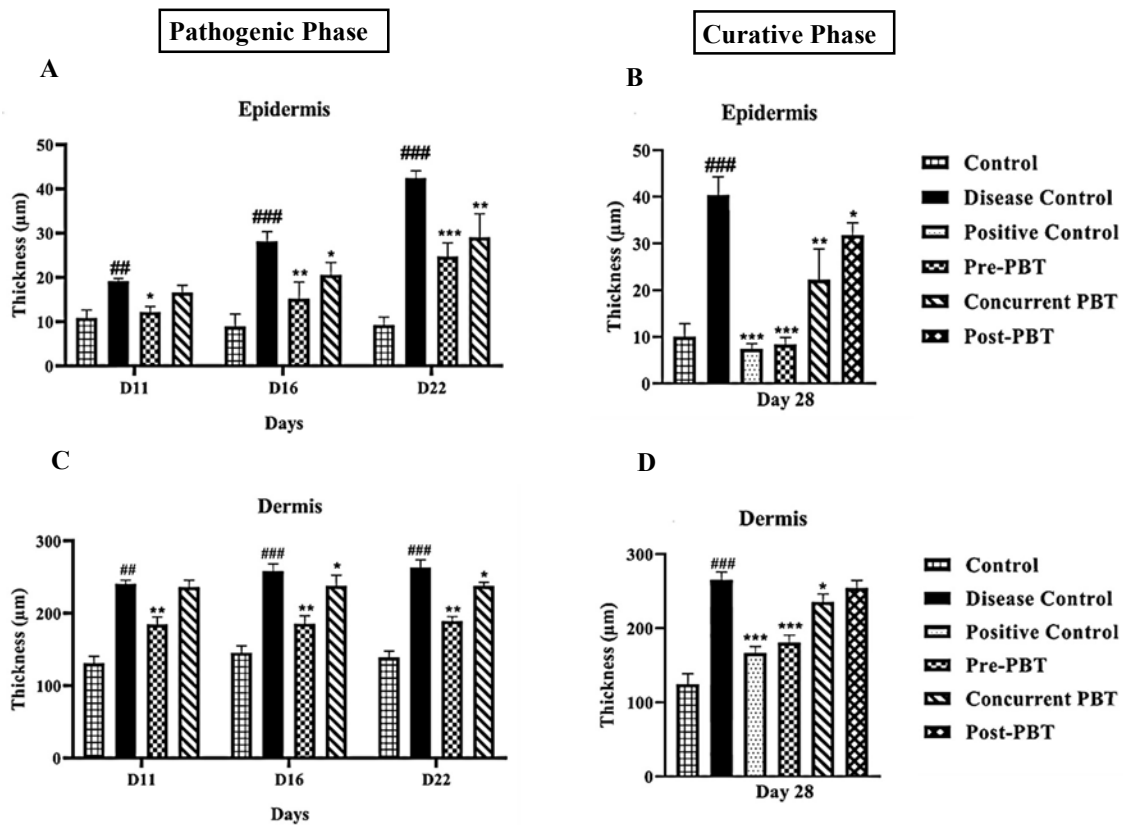 Pathogenic Phase
Curative Phase
A
Epidermis
Thickness (µm)
50
40
30
20
10
0
##
*
###
**
*
###
***
**
D11
D16
D22
Days
B
Epidermis
Thickness (µm)
50
40
30
20
10
0
###
***
***
**
*
Day 28
Control
Disease Control
Positive Control
Pre-PBT
Concurrent PBT
Post-PBT
C
Dermis
Thickness (µm)
300
200
100
0
##
**
###
**
*
###
**
*
D11
D16
D22
Days
D
Dermis
Thickness (µm)
300
200
100
0
###
***
***
*
Day 28
Control
Disease Control
Positive Control
Pre-PBT
Concurrent PBT
Post-PBT